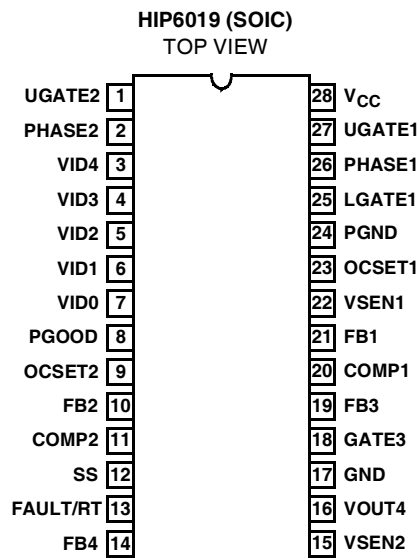 HIP6019 (SOIC)
TOP VIEW
UGATE2 1 28 VCC
PHASE2 2 27 UGATE1
VID4 3 26 PHASE1
VID3 4 25 LGATE1
VID2 5 24 PGND
VID1 6 23 OCSET1
VID0 7 22 VSEN1
PGOOD 8 21 FB1
OCSET2 9 20 COMP1
FB2 10 19 FB3
COMP2 11 18 GATE3
SS 12 17 GND
FAULT/RT 13 16 VOUT4
FB4 14 15 VSEN2